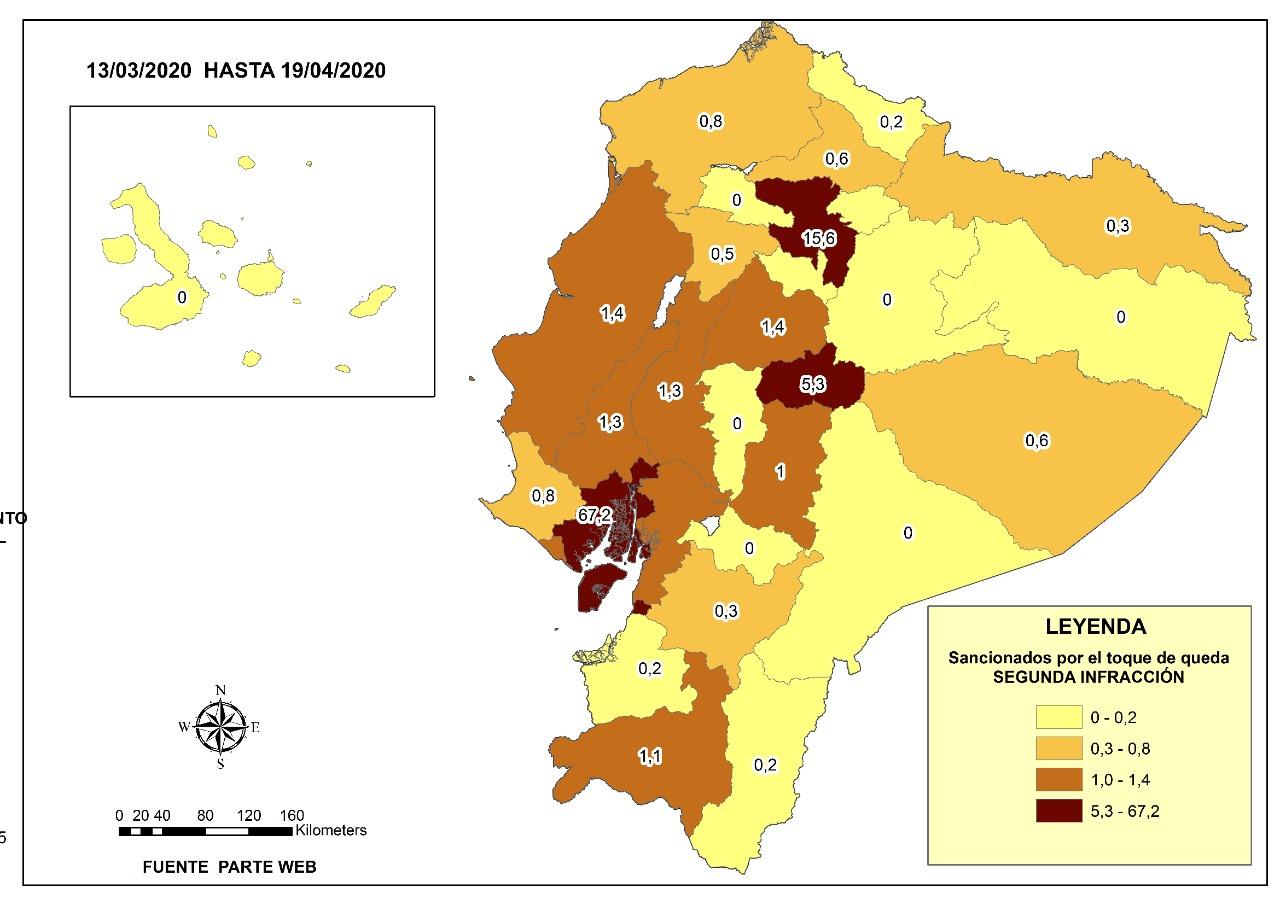 13/03/2020 HASTA 19/04/2020
0,8
0,2
0,6
0
0,3
15,6
0,5
0
0
0
1,4
1,4
5,3
1,3
1,3
0
0,6
1
0,8
67,2
NTO
0
0
0,3
0,2
1,1
0,2
LEYENDA
Sancionados por el toque de queda
SEGUNDA INFRACCIÓN
0 - 0,2
0,3 - 0,8
1,0 - 1,4
5,3 - 67,2
N
W E
S
0 20 40 80 120 160
Kilometers
5
FUENTE PARTE WEB